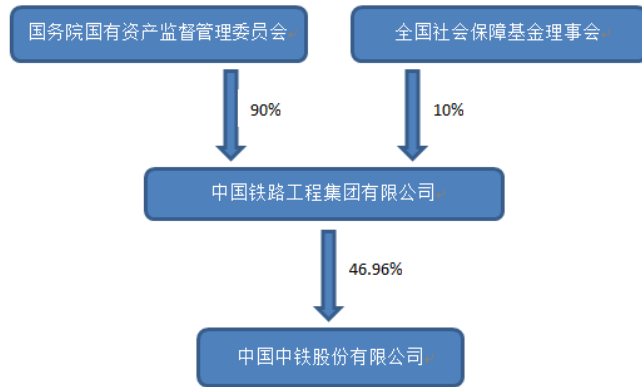 国务院国有资产监督管理委员会
全国社会保障基金理事会
90%
10%
中国铁路工程集团有限公司
46.96%
中国中铁股份有限公司